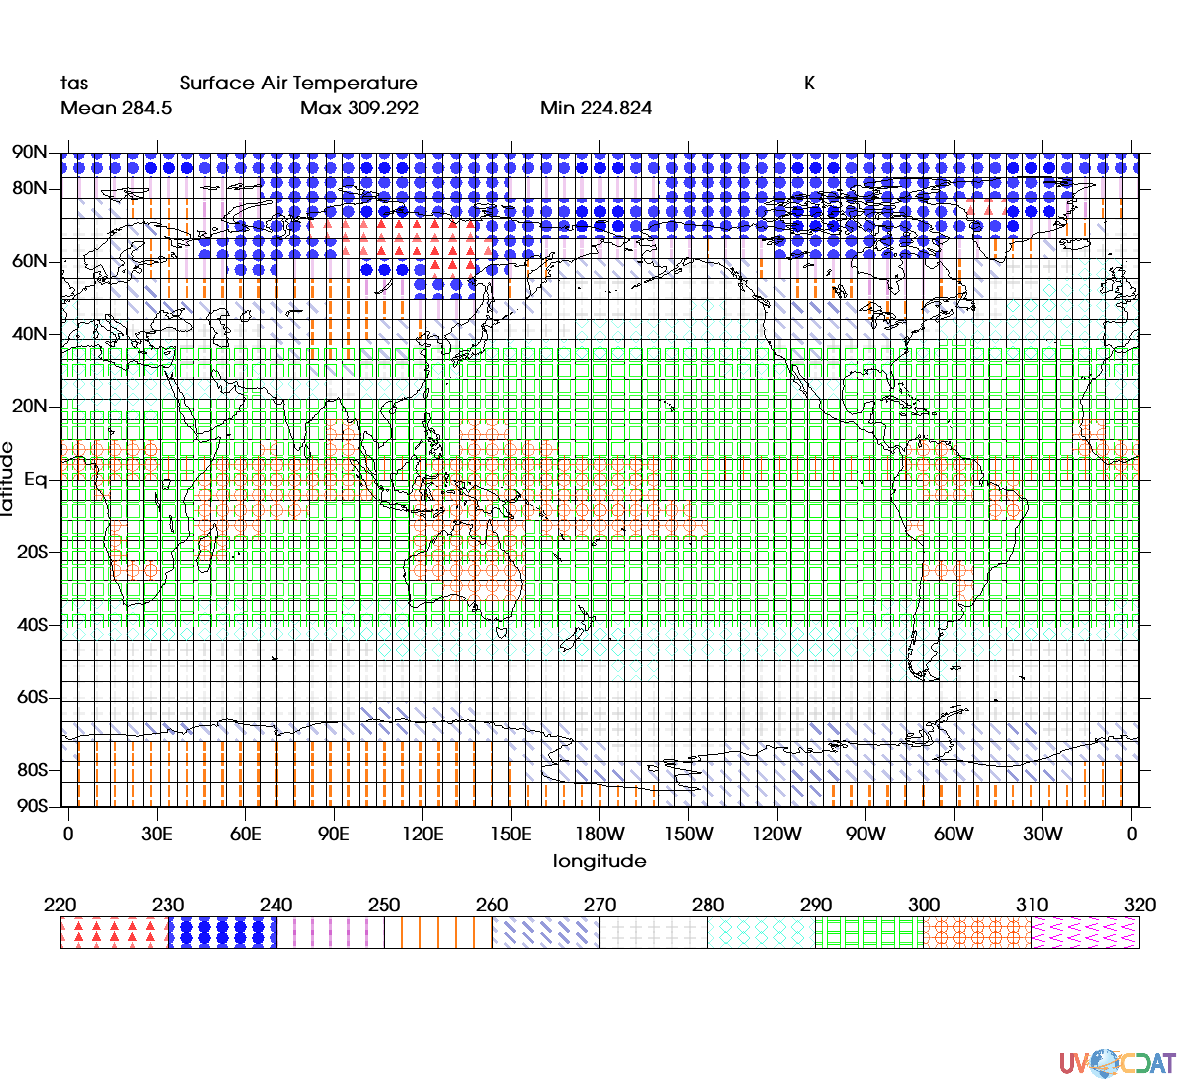 tas Surface Air Temperature K
Mean 284.5 Max 309.292 Min 224.824
90N
80N
60N
40N
20N
Eq
20S
40S
60S
80S
90S
latitude
0 30E 60E 90E 120E 150E 180W 150W 120W 90W 60W 30W 0
longitude
220 230 240 250 260 270 280 290 300 310 320
UV CDAT